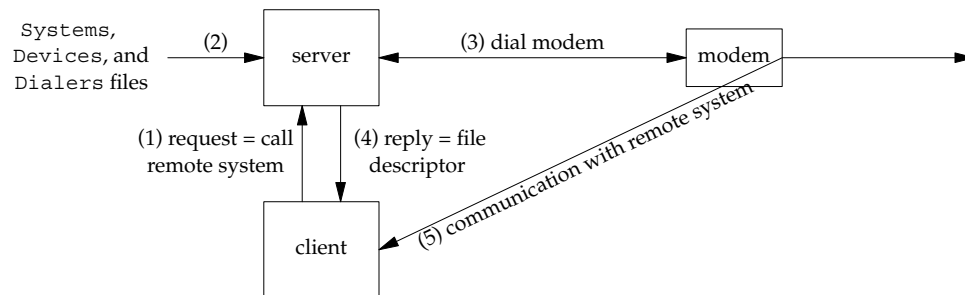 Systems,
Devices, and
Dialers files
(2)
server
(3) dial modem
modem
(1) request = call
remote system
(4) reply = file
descriptor
(5) communication with remote system
client